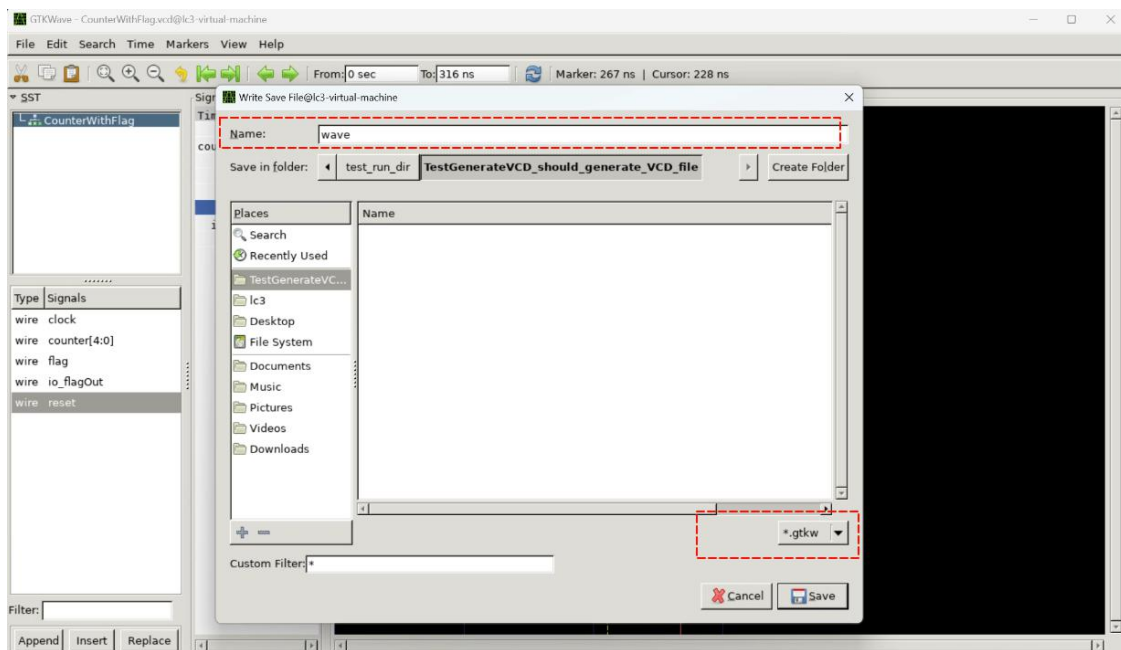 GTKWave - CounterWithFlag.vcd@lc3-virtual-machine
File Edit Search Time Markers View Help
From: 0 sec To: 316 ns Marker: 267 ns | Cursor: 228 ns
SST
CounterWithFlag
Type Signals
wire clock
wire counter[4:0]
wire flag
wire io_flagOut
wire reset
Filter:
Append Insert Replace
Write Save File@lc3-virtual-machine
Name: wave
Save in folder: test_run_dir TestGenerateVCD_should_generate_VCD_file Create Folder
Places
Search
Recently Used
TestGenerateVC...
lc3
Desktop
File System
Documents
Music
Pictures
Videos
Downloads
Name
*.gtkw
Custom Filter: *
Cancel Save